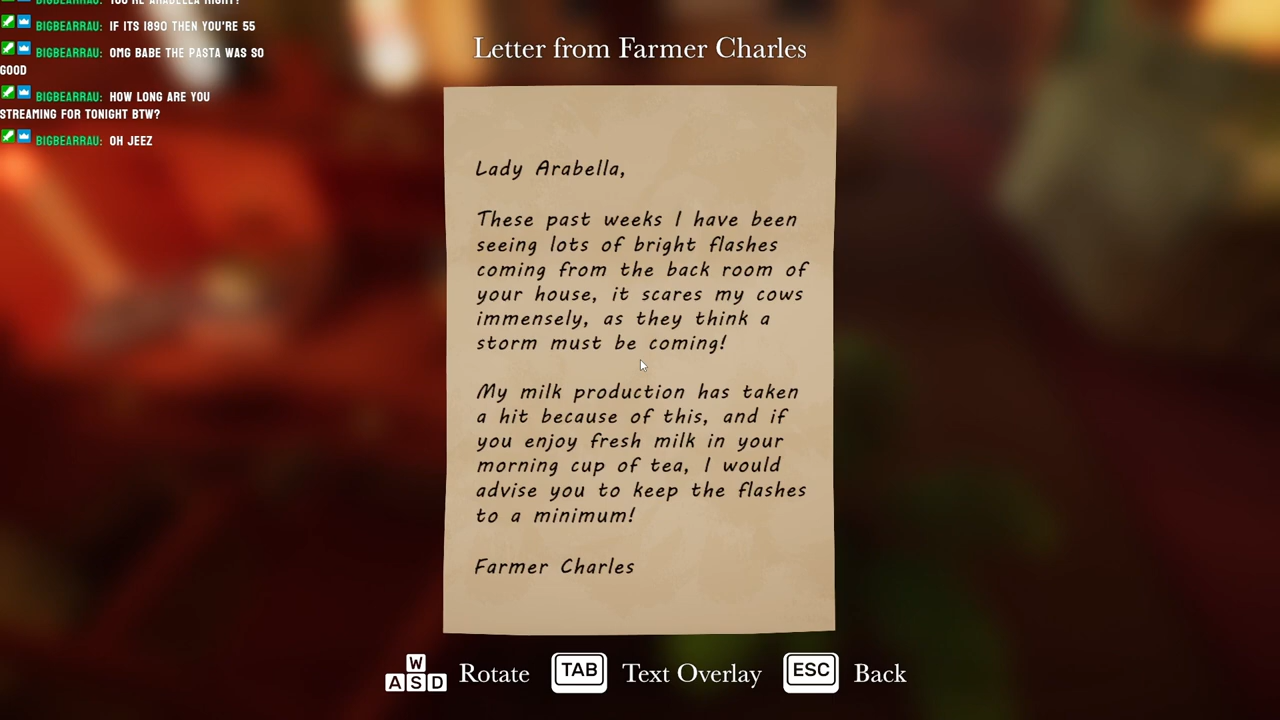 BIGBEARRAU: IF ITS 1890 THEN YOU'RE 55
BIGBEARRAU: OMG BABE THE PASTA WAS SO
GOOD
BIGBEARRAU: HOW LONG ARE YOU
STREAMING FOR TONIGHT BTW?
BIGBEARRAU: OH JEEZ
Letter from Farmer Charles
Lady Arabella,
These past weeks I have been
seeing lots of bright flashes
coming from the back room of
your house, it scares my cows
immensely, as they think a
storm must be coming!
My milk production has taken
a hit because of this, and if
you enjoy fresh milk in your
morning cup of tea, I would
advise you to keep the flashes
to a minimum!
Farmer Charles
W
A S D Rotate TAB Text Overlay ESC Back